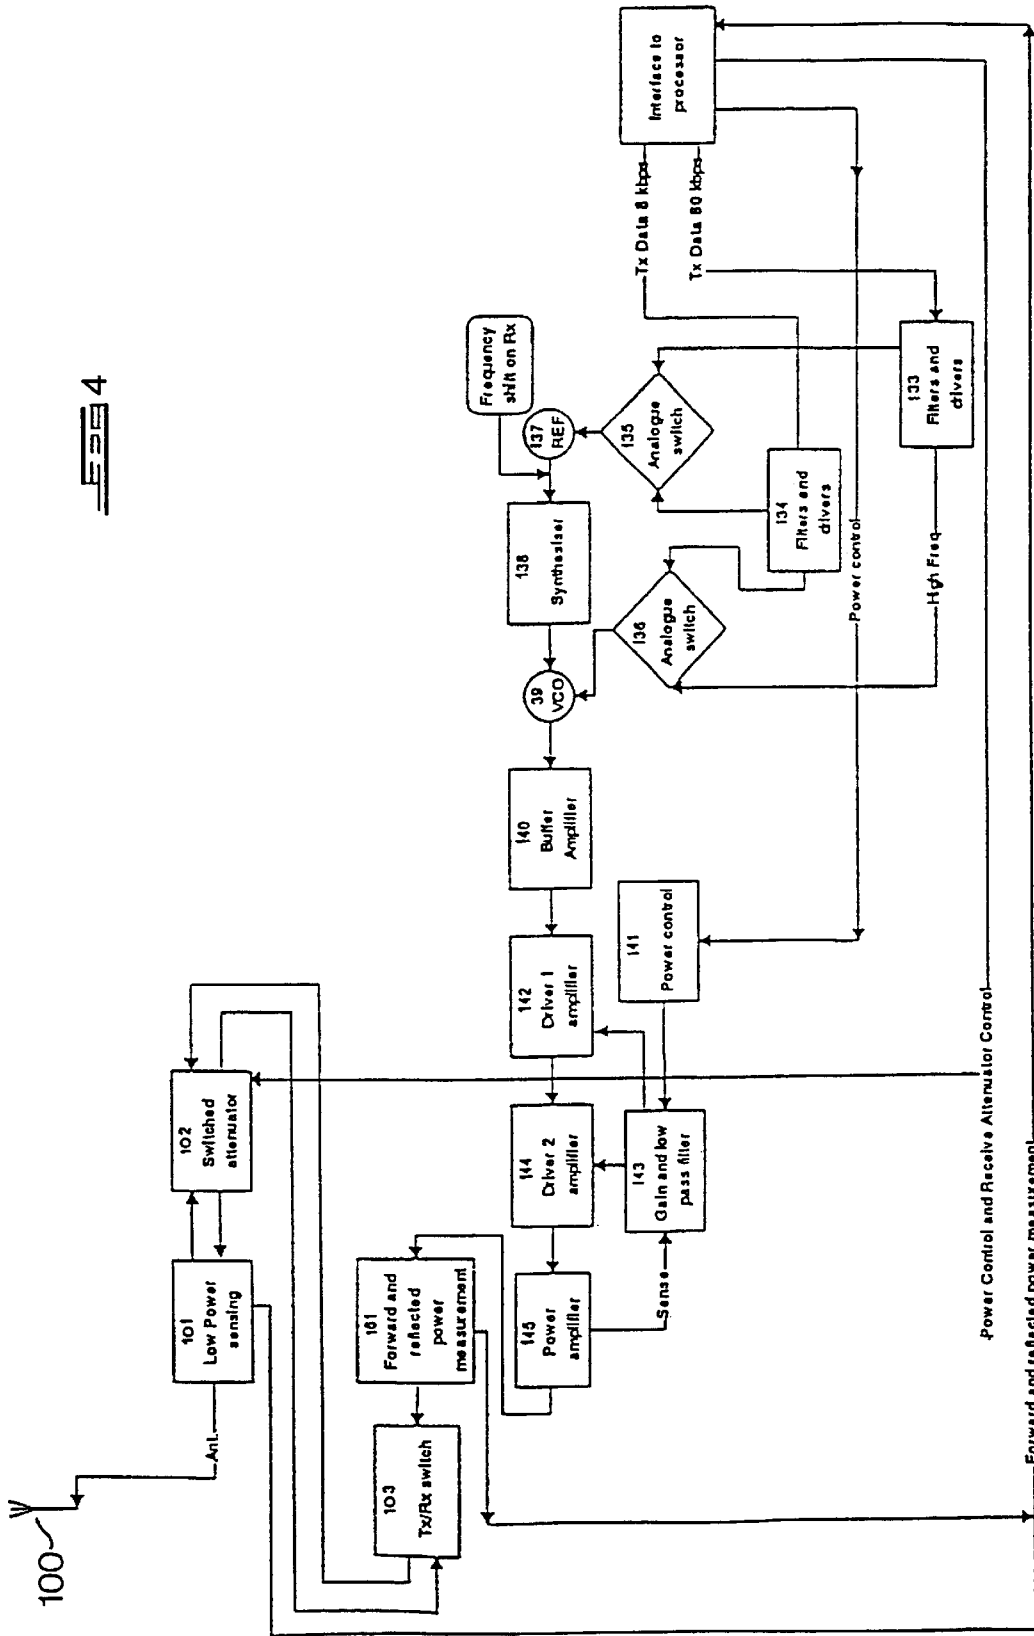 100
Ant.
101
Low Power
sensing
102
Switched
attenuator
103
Tx/Rx switch
161
Forward and
reflected
power
measurement
145
Power
amplifier
Sense
144
Driver 2
amplifier
143
Gain and low
pass filter
142
Driver 1
amplifier
141
Power control
140
Buffer
Amplifier
39
VCO
138
Synthesiser
137
REF
Frequency
shift on Rx
136
Analogue
switch
135
Analogue
switch
134
Filters and
drivers
133
Filters and
drivers
High Freq
Tx Data 8 kbps
Tx Data 80 kbps
Interface to
processor
Power control
Power Control and Receive Attenuator Control
Forward and reflected power measurement
4